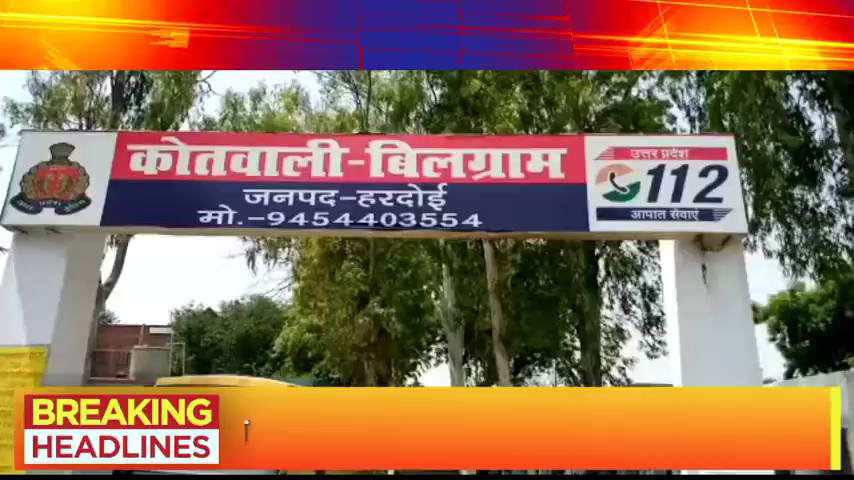 कोतवाली-बिलग्राम
जनपद-हरदोई
मो.-9454403554
उत्तर प्रदेश
112
आपात सेवाएं
BREAKING
HEADLINES